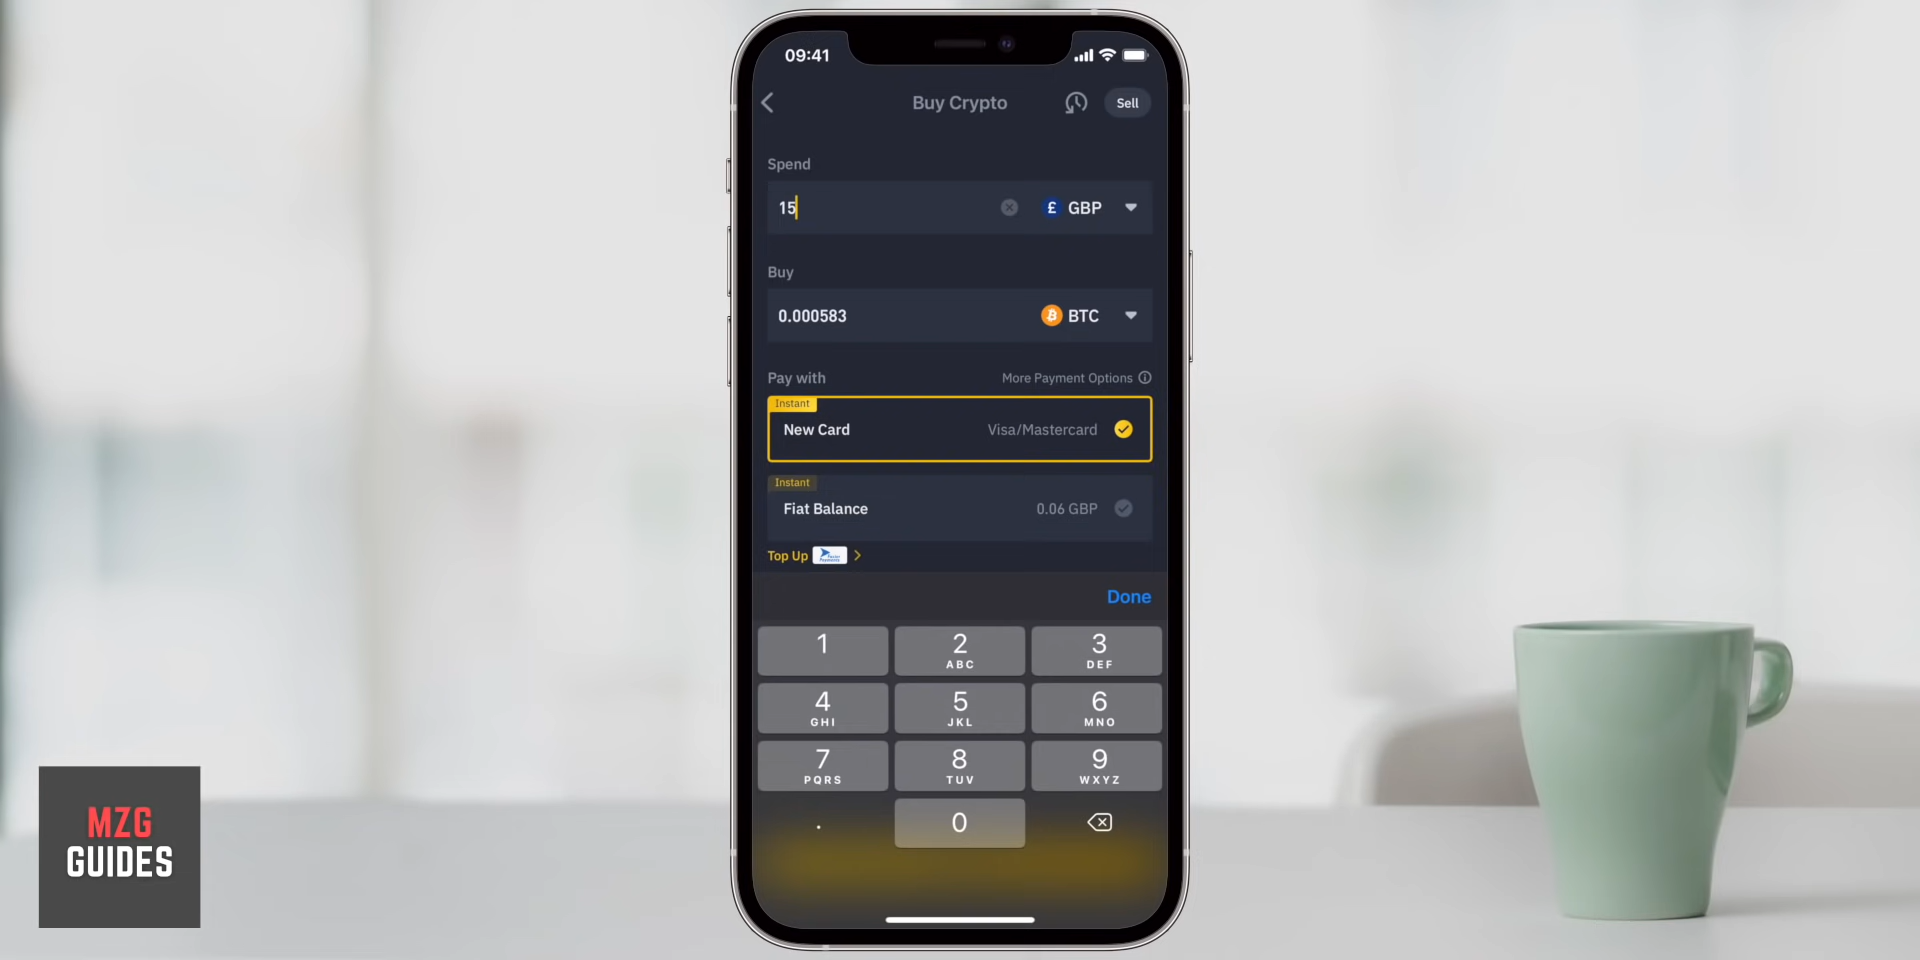 09:41
Buy Crypto
Sell
Spend
15 £ GBP
Buy
0.000583 BTC
Pay with More Payment Options
Instant
New Card Visa/Mastercard
Instant
Fiat Balance 0.06 GBP
Top Up
Done
1 2 3
ABC DEF
4 5 6
GHI JKL MNO
7 8 9
PQRS TUV WXYZ
. 0
MZG
GUIDES